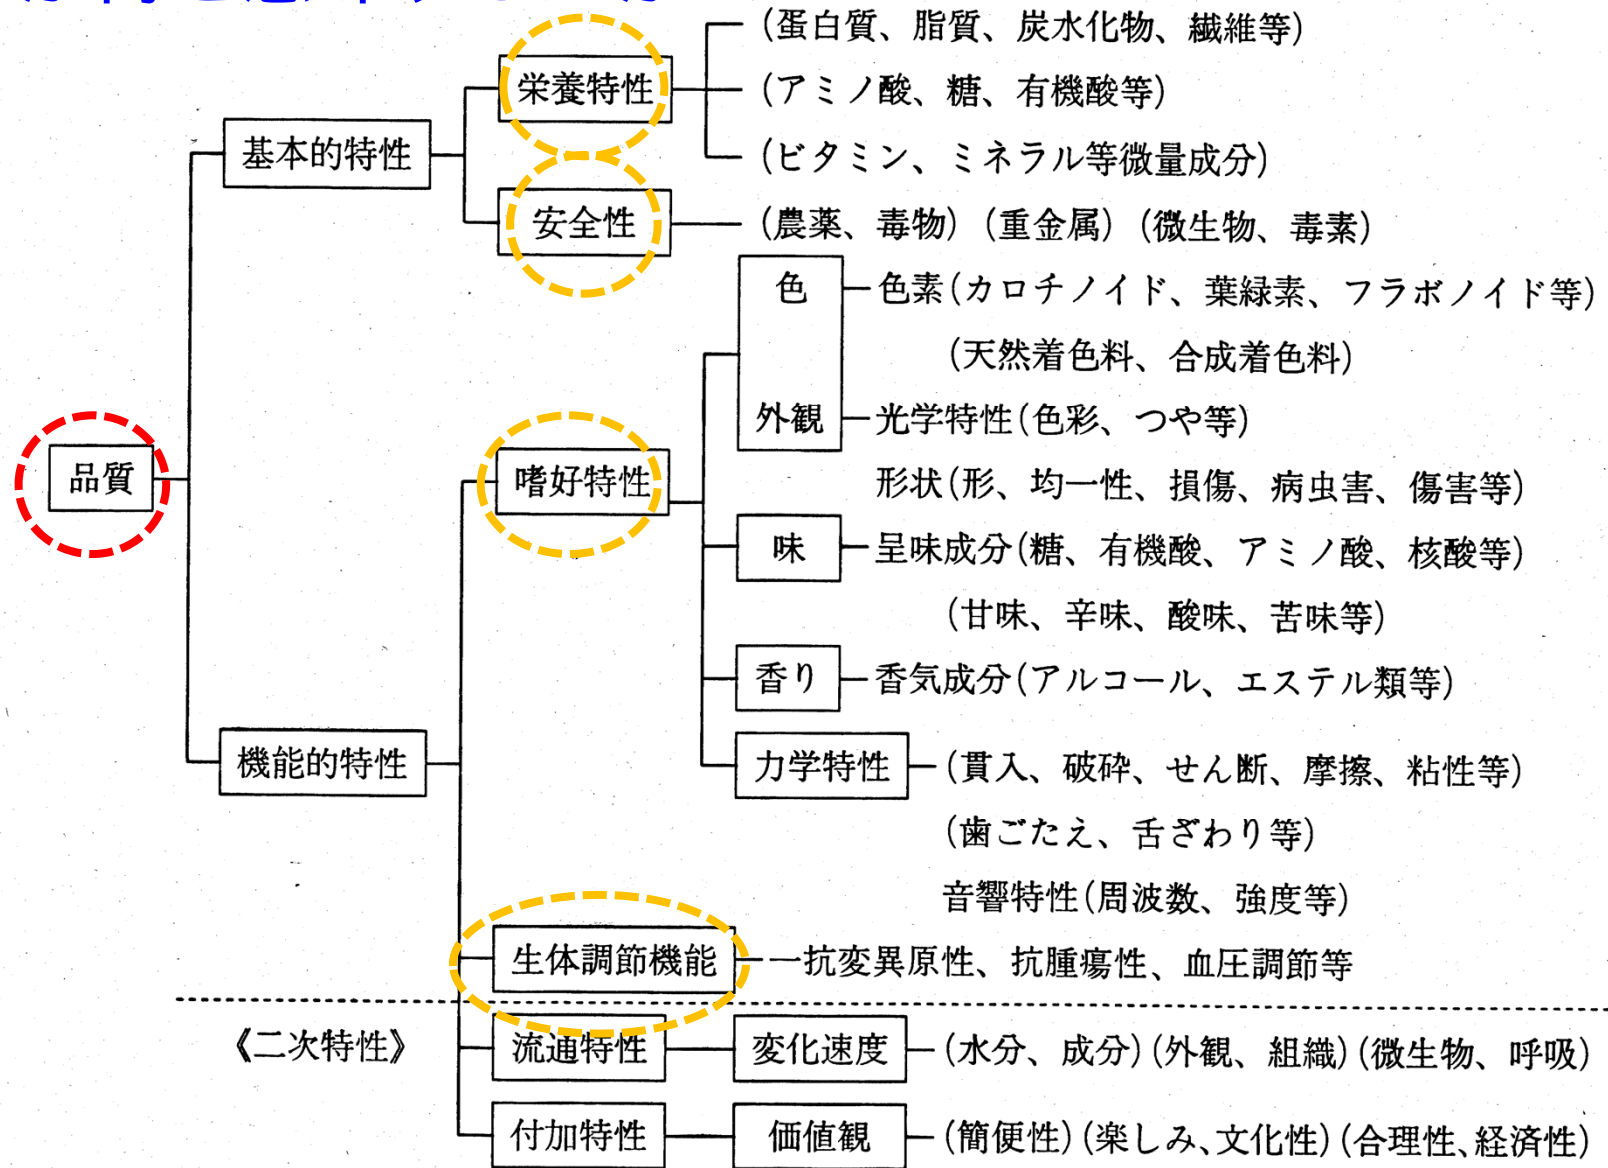 (蛋白質、脂質、炭水化物、繊維等)
栄養特性
(アミノ酸、糖、有機酸等)
基本的特性
(ビタミン、ミネラル等微量成分)
安全性
(農薬、毒物) (重金属) (微生物、毒素)
色
色素(カロチノイド、葉緑素、フラボノイド等)
(天然着色料、合成着色料)
外観
光学特性(色彩、つや等)
品質
嗜好特性
形状(形、均一性、損傷、病虫害、傷害等)
味
呈味成分(糖、有機酸、アミノ酸、核酸等)
(甘味、辛味、酸味、苦味等)
香り
香気成分(アルコール、エステル類等)
機能的特性
力学特性
(貫入、破砕、せん断、摩擦、粘性等)
(歯ごたえ、舌ざわり等)
音響特性(周波数、強度等)
生体調節機能
抗変異原性、抗腫瘍性、血圧調節等
《二次特性》
流通特性
変化速度
(水分、成分) (外観、組織) (微生物、呼吸)
付加特性
価値観
(簡便性) (楽しみ、文化性) (合理性、経済性)